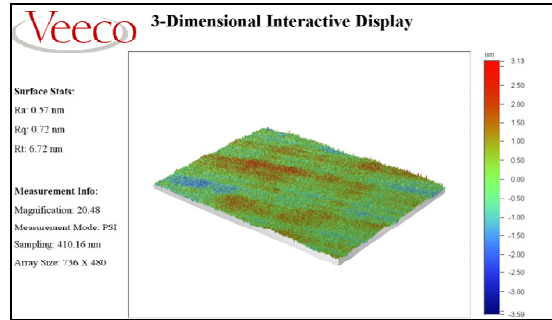 Veeco
3-Dimensional Interactive Display
Surface Stats:
Ra: 0.57 nm
Rq: 0.72 nm
Rt: 6.72 nm
Measurement Info:
Magnification: 20.48
Measurement Mode: PSI
Sampling: 410.16 nm
Array Size: 736 X 480
nm
3.13
2.50
2.00
1.50
1.00
0.50
0.00
-0.50
-1.00
-1.50
-2.00
-2.50
-3.00
-3.59